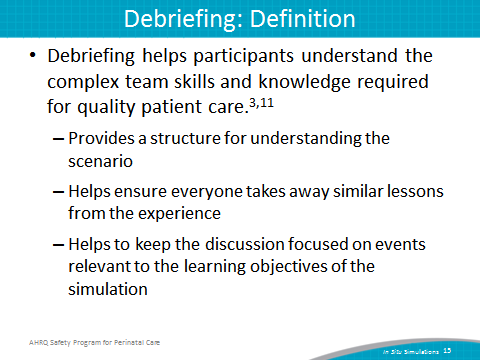 Debriefing: Definition
• Debriefing helps participants understand the
complex team skills and knowledge required
for quality patient care.3,11
– Provides a structure for understanding the
scenario
– Helps ensure everyone takes away similar lessons
from the experience
– Helps to keep the discussion focused on events
relevant to the learning objectives of the
simulation
AHRQ Safety Program for Perinatal Care
In Situ Simulations 15